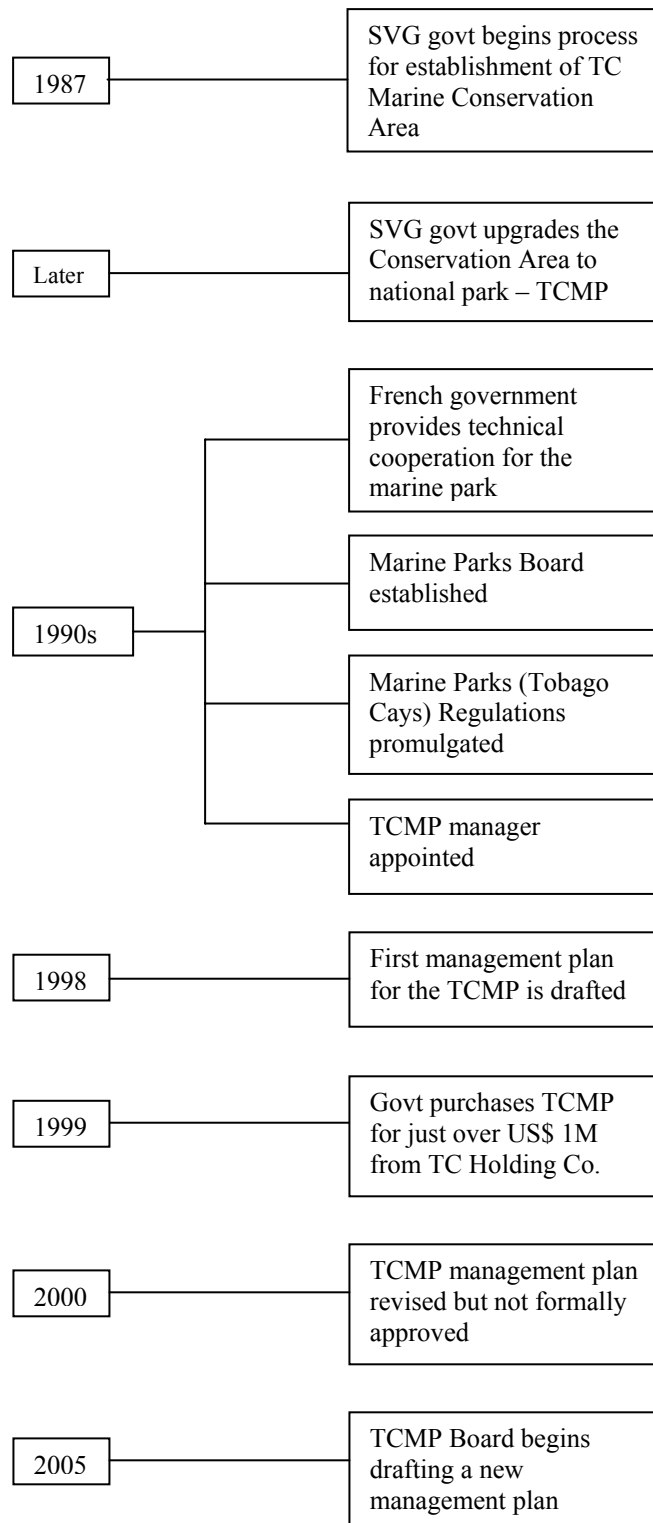 1987
SVG govt begins process
for establishment of TC
Marine Conservation
Area
Later
SVG govt upgrades the
Conservation Area to
national park – TCMP
1990s
French government
provides technical
cooperation for the
marine park
Marine Parks Board
established
Marine Parks (Tobago
Cays) Regulations
promulgated
TCMP manager
appointed
1998
First management plan
for the TCMP is drafted
1999
Govt purchases TCMP
for just over US$ 1M
from TC Holding Co.
2000
TCMP management plan
revised but not formally
approved
2005
TCMP Board begins
drafting a new
management plan